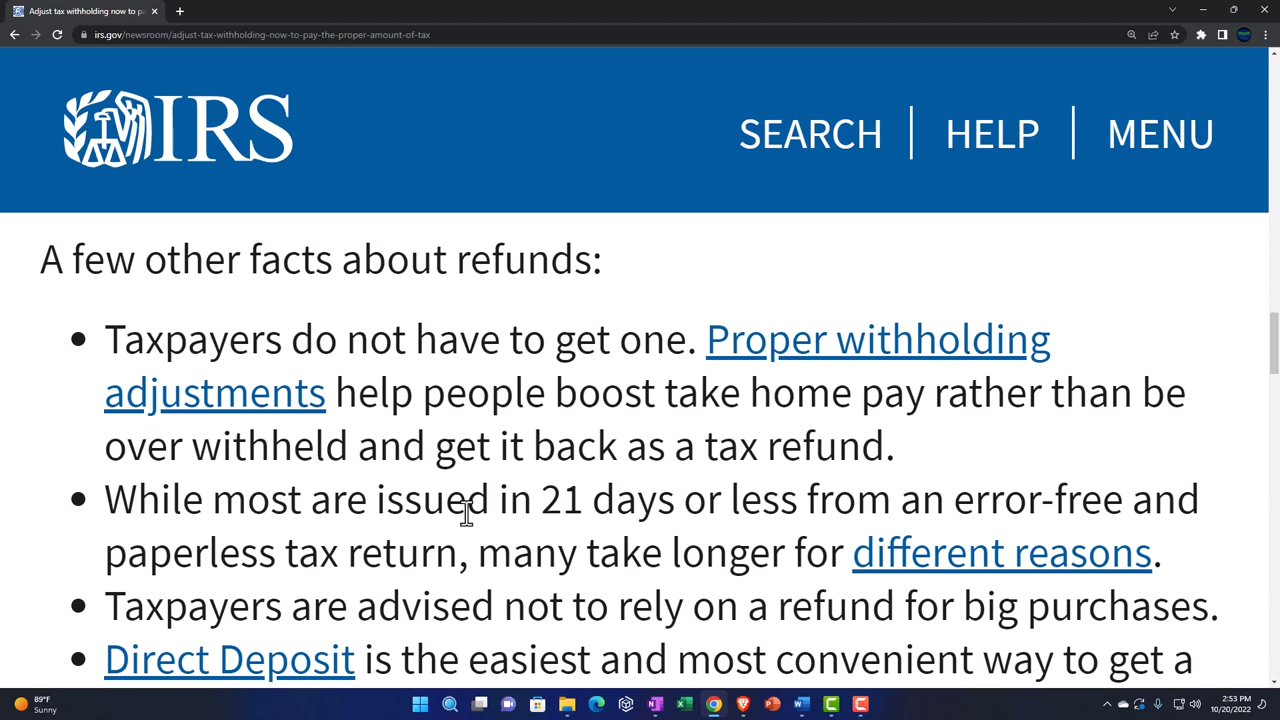 Adjust tax withholding now to pa
irs.gov/newsroom/adjust-tax-withholding-now-to-pay-the-proper-amount-of-tax
IRS
SEARCH
HELP
MENU
A few other facts about refunds:
• Taxpayers do not have to get one. Proper withholding
adjustments help people boost take home pay rather than be
over withheld and get it back as a tax refund.
• While most are issued in 21 days or less from an error-free and
paperless tax return, many take longer for different reasons.
• Taxpayers are advised not to rely on a refund for big purchases.
• Direct Deposit is the easiest and most convenient way to get a
89°F
Sunny
2:53 PM
10/20/2022